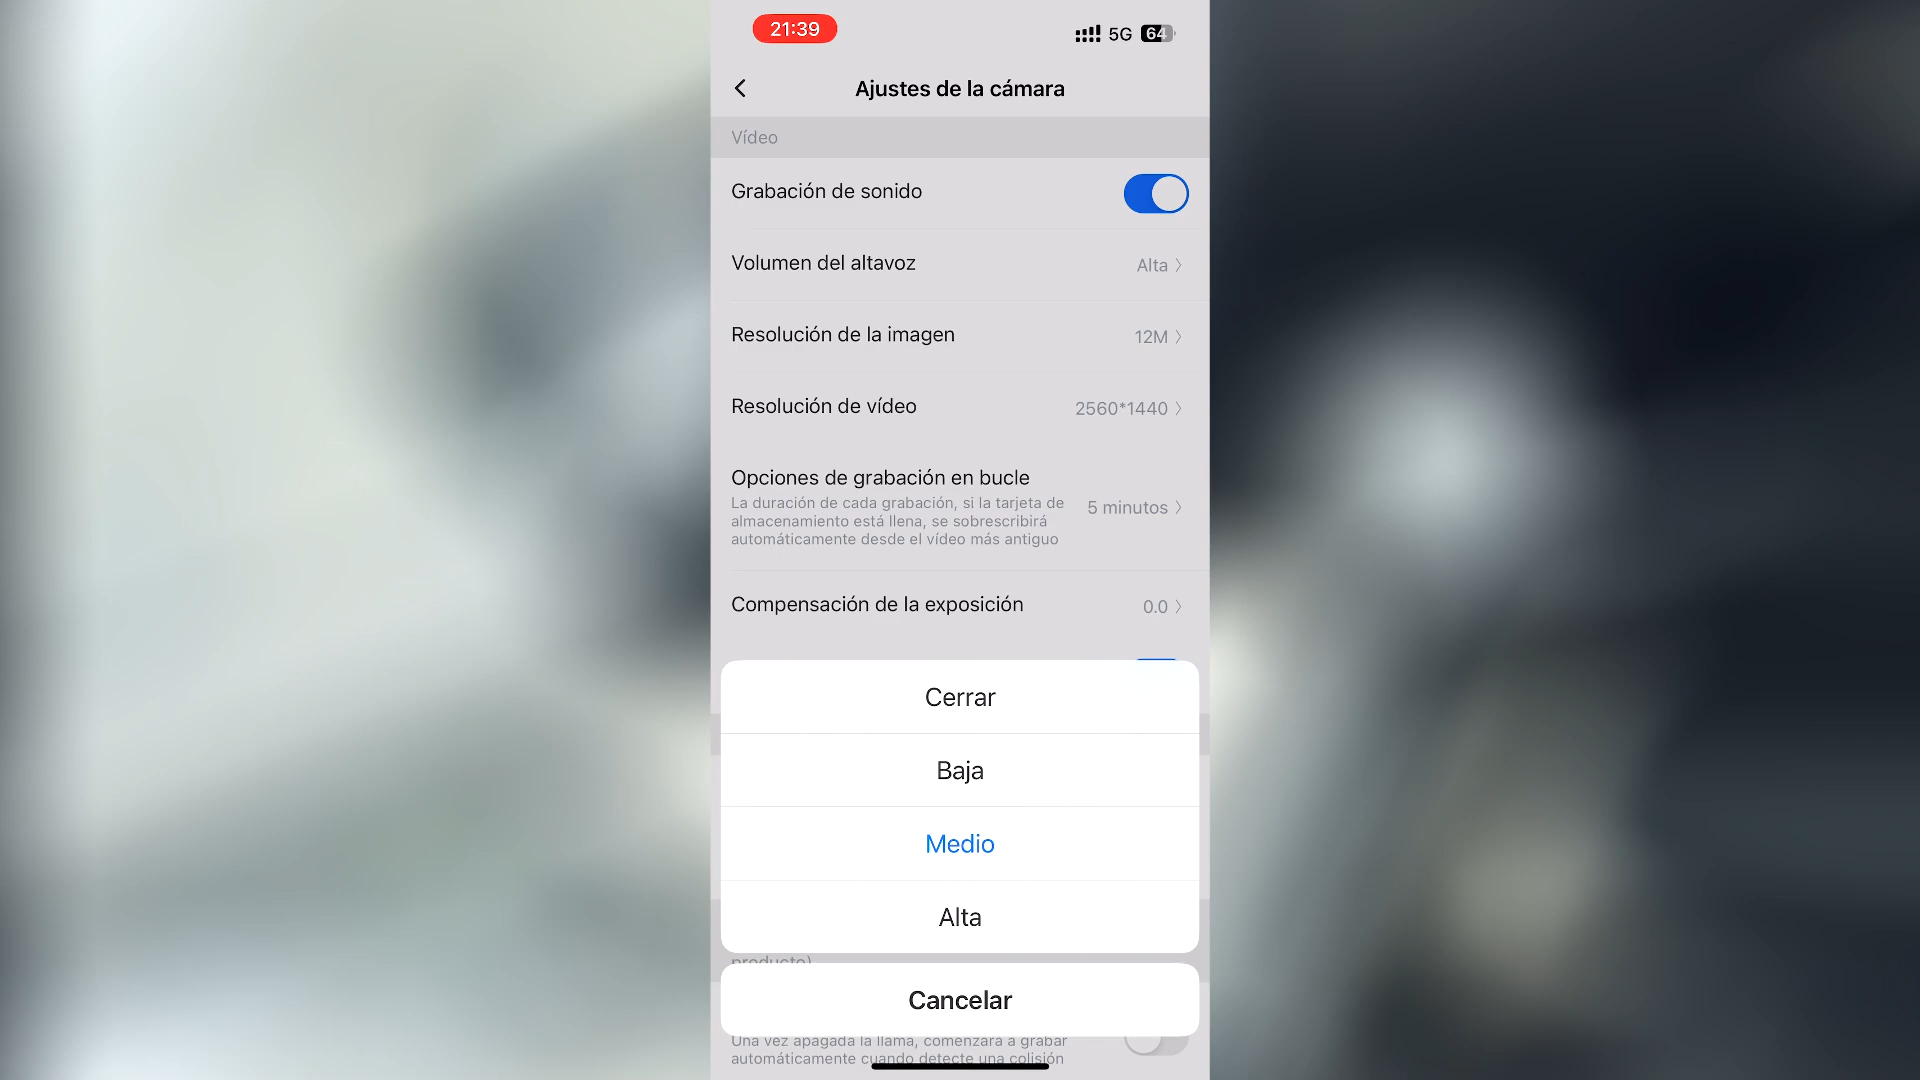 21:39
5G 64
Ajustes de la cámara
Vídeo
Grabación de sonido
Volumen del altavoz
Alta
Resolución de la imagen
12M
Resolución de vídeo
2560*1440
Opciones de grabación en bucle
La duración de cada grabación, si la tarjeta de
almacenamiento está llena, se sobrescribirá
automáticamente desde el vídeo más antiguo
5 minutos
Compensación de la exposición
0.0
Cerrar
Baja
Medio
Alta
producto)
Cancelar
Una vez apagada la llama, comenzará a grabar
automáticamente cuando detecte una colisión